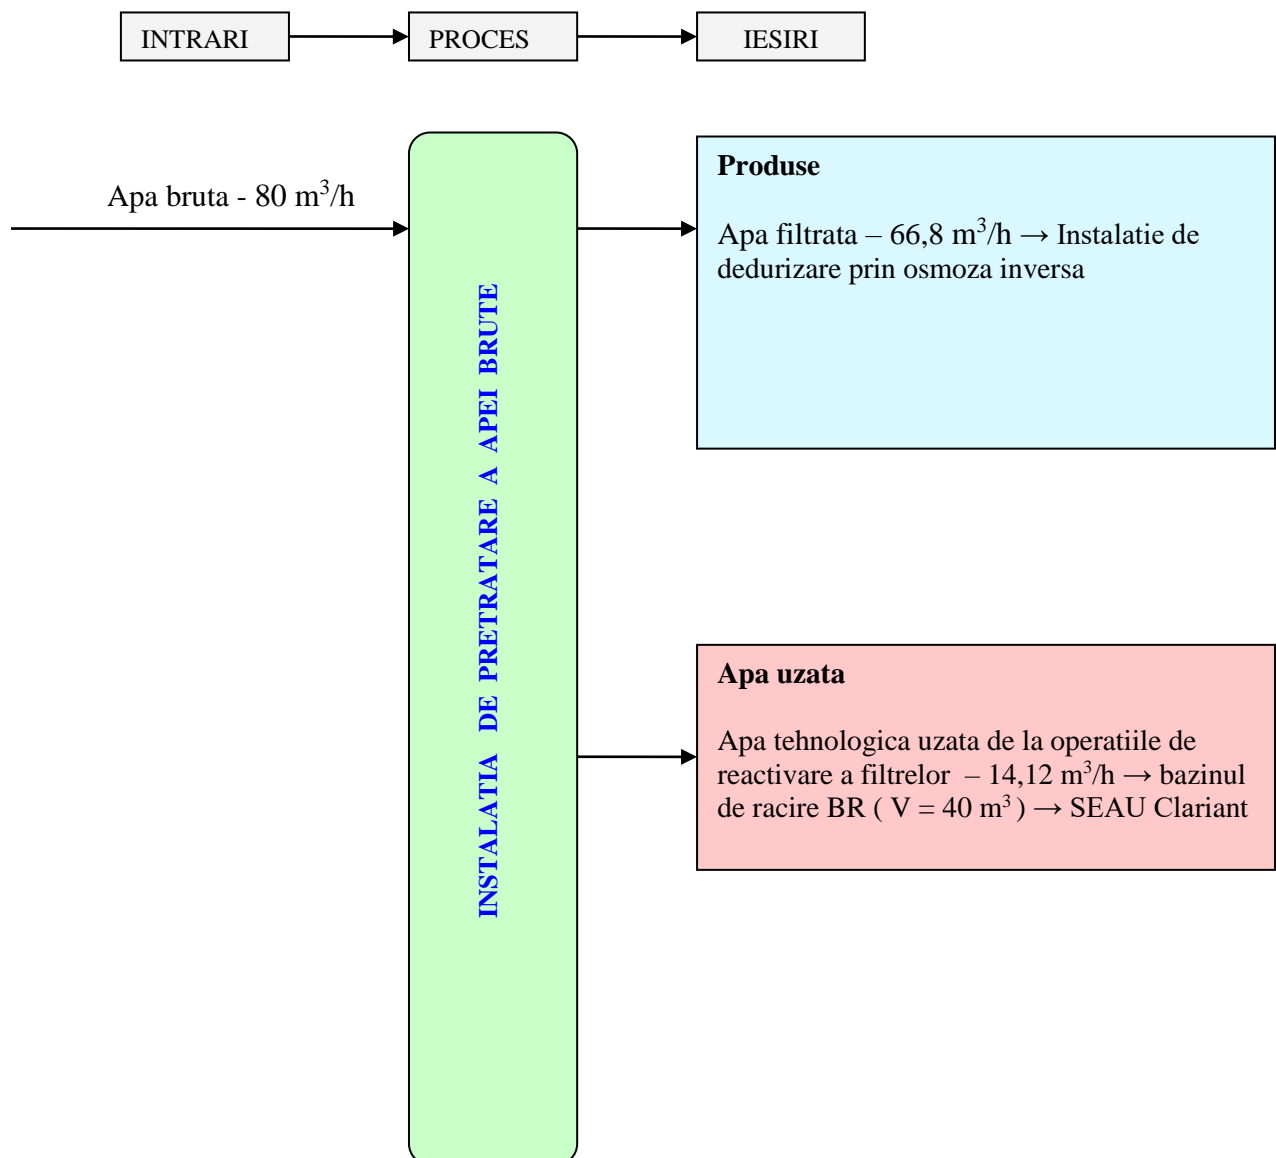 INTRARI
PROCES
IESIRI
Apa bruta - 80 m³/h
INSTALATIA DE PRETRATARE A APEI BRUTE
Produse
Apa filtrata – 66,8 m³/h → Instalatie de
dedurizare prin osmoza inversa
Apa uzata
Apa tehnologica uzata de la operatiile de
reactivare a filtrelor – 14,12 m³/h → bazinul
de racire BR ( V = 40 m³ ) → SEAU Clariant